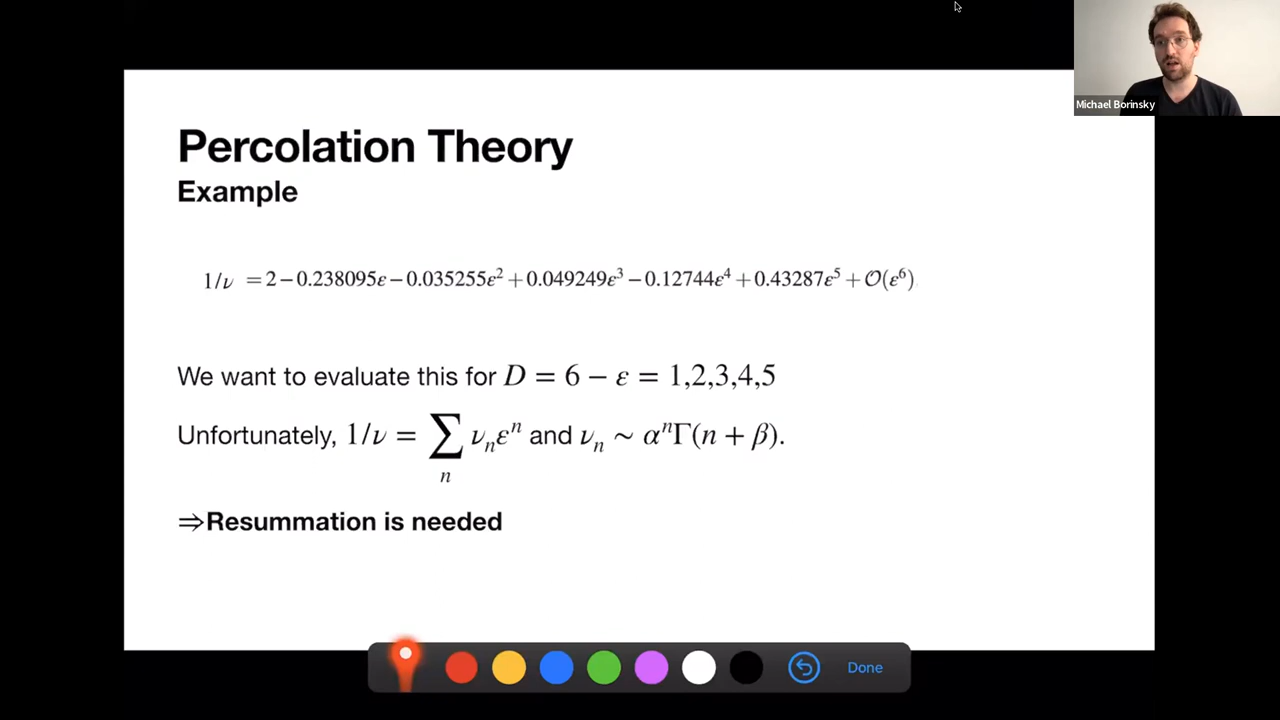 Michael Borinsky
Percolation Theory
Example
1/ν = 2−0.238095ε−0.035255ε²+0.049249ε³−0.12744ε⁴+0.43287ε⁵+𝒪(ε⁶)
We want to evaluate this for D = 6 − ε = 1,2,3,4,5
Unfortunately, 1/ν = ∑ₙ νₙεⁿ and νₙ ∼ αⁿΓ(n + β).
⇒Resummation is needed
Done